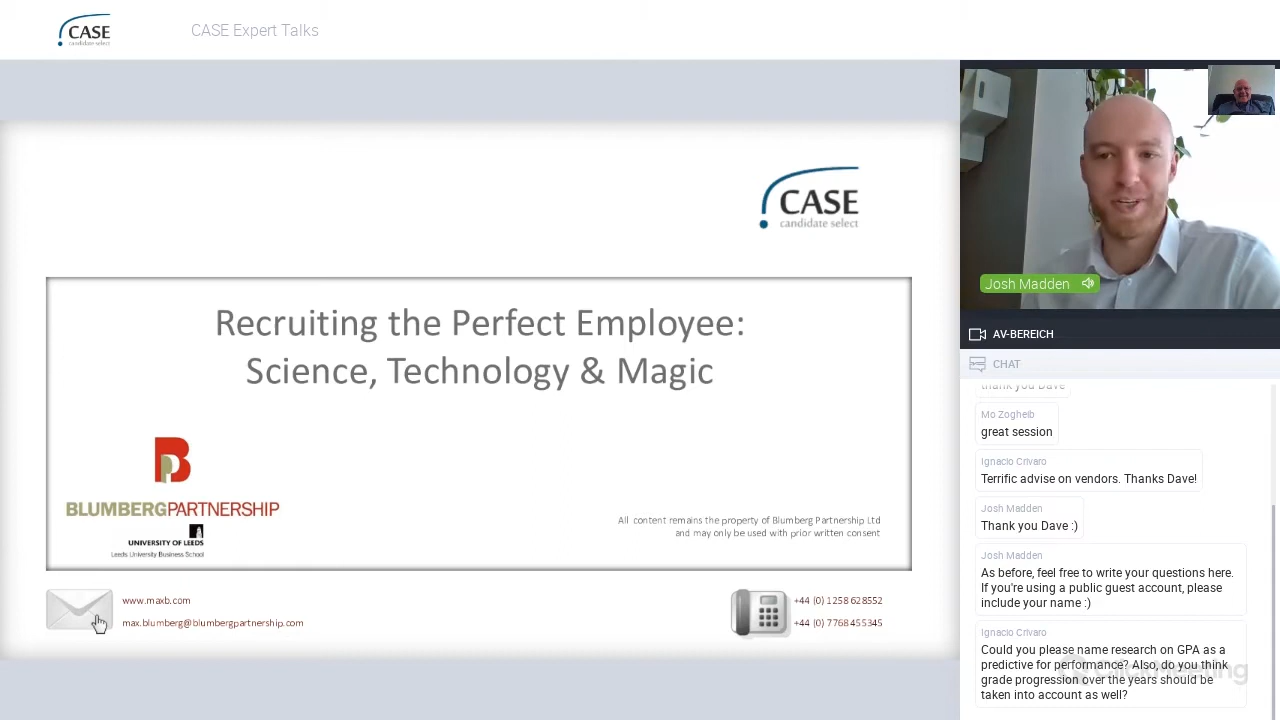 CASE
candidate select
CASE Expert Talks
CASE
candidate select
Recruiting the Perfect Employee:
Science, Technology & Magic
BLUMBERGPARTNERSHIP
UNIVERSITY OF LEEDS
Leeds University Business School
All content remains the property of Blumberg Partnership Ltd
and may only be used with prior written consent
www.maxb.com
max.blumberg@blumbergpartnership.com
+44 (0) 1258 628552
+44 (0) 7768 455345
Josh Madden
AV-BEREICH
CHAT
thank you Dave
Mo Zogheib
great session
Ignacio Crivaro
Terrific advise on vendors. Thanks Dave!
Josh Madden
Thank you Dave :)
Josh Madden
As before, feel free to write your questions here.
If you're using a public guest account, please
include your name :)
Ignacio Crivaro
Could you please name research on GPA as a
predictive for performance? Also, do you think
grade progression over the years should be
taken into account as well?
ClickMeeting